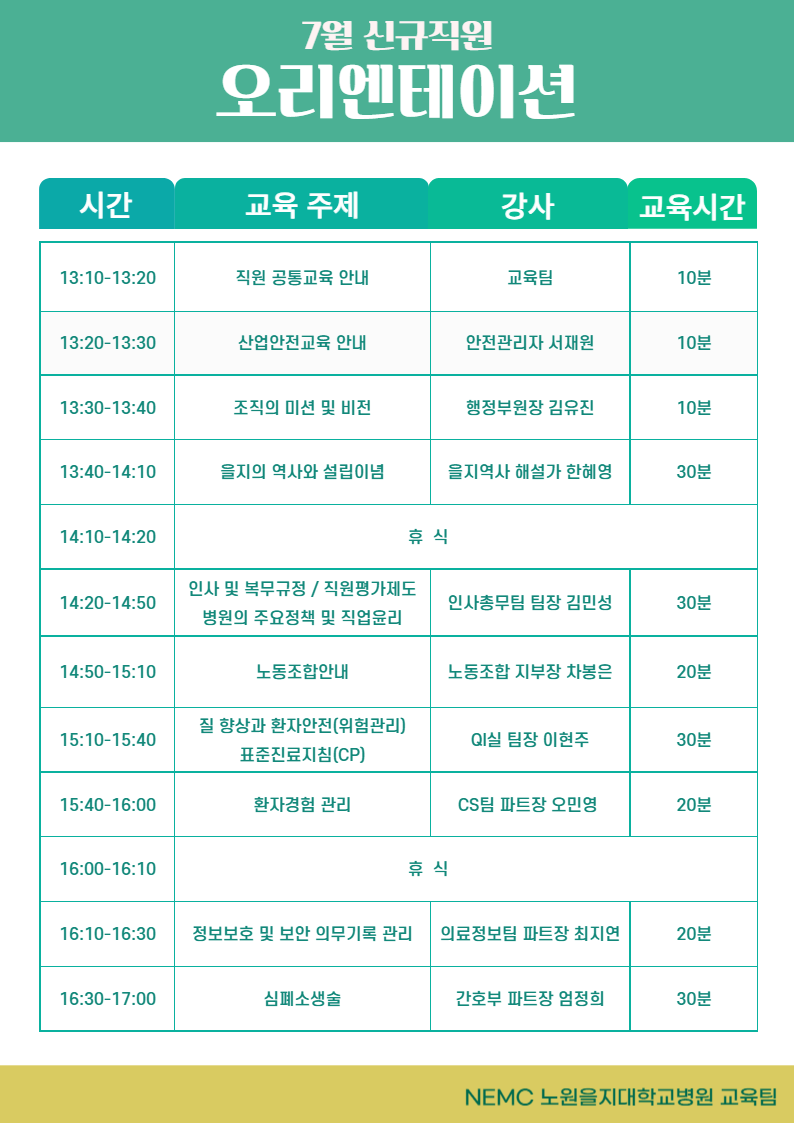 7월 신규직원
오리엔테이션
시간 교육 주제 강사 교육시간
13:10-13:20 직원 공통교육 안내 교육팀 10분
13:20-13:30 산업안전교육 안내 안전관리자 서재원 10분
13:30-13:40 조직의 미션 및 비전 행정부원장 김유진 10분
13:40-14:10 을지의 역사와 설립이념 을지역사 해설가 한혜영 30분
14:10-14:20 휴 식
14:20-14:50 인사 및 복무규정 / 직원평가제도
병원의 주요정책 및 직업윤리 인사총무팀 팀장 김민성 30분
14:50-15:10 노동조합안내 노동조합 지부장 차봉은 20분
15:10-15:40 질 향상과 환자안전(위험관리)
표준진료지침(CP) QI실 팀장 이현주 30분
15:40-16:00 환자경험 관리 CS팀 파트장 오민영 20분
16:00-16:10 휴 식
16:10-16:30 정보보호 및 보안 의무기록 관리 의료정보팀 파트장 최지연 20분
16:30-17:00 심폐소생술 간호부 파트장 엄정희 30분
NEMC 노원을지대학교병원 교육팀